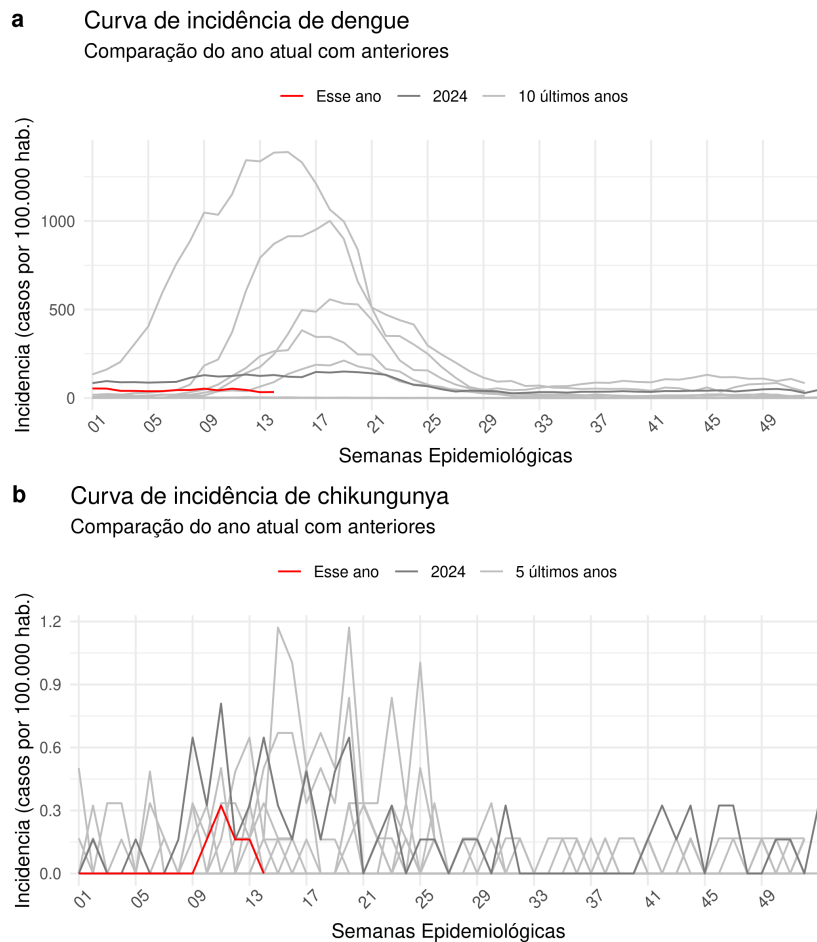 a
Curva de incidência de dengue
Comparação do ano atual com anteriores
Esse ano 2024 10 últimos anos
Incidencia (casos por 100.000 hab.)
1000
500
0
01 05 09 13 17 21 25 29 33 37 41 45 49
Semanas Epidemiológicas
b
Curva de incidência de chikungunya
Comparação do ano atual com anteriores
Esse ano 2024 5 últimos anos
Incidencia (casos por 100.000 hab.)
1.2
0.9
0.6
0.3
0.0
01 05 09 13 17 21 25 29 33 37 41 45 49
Semanas Epidemiológicas